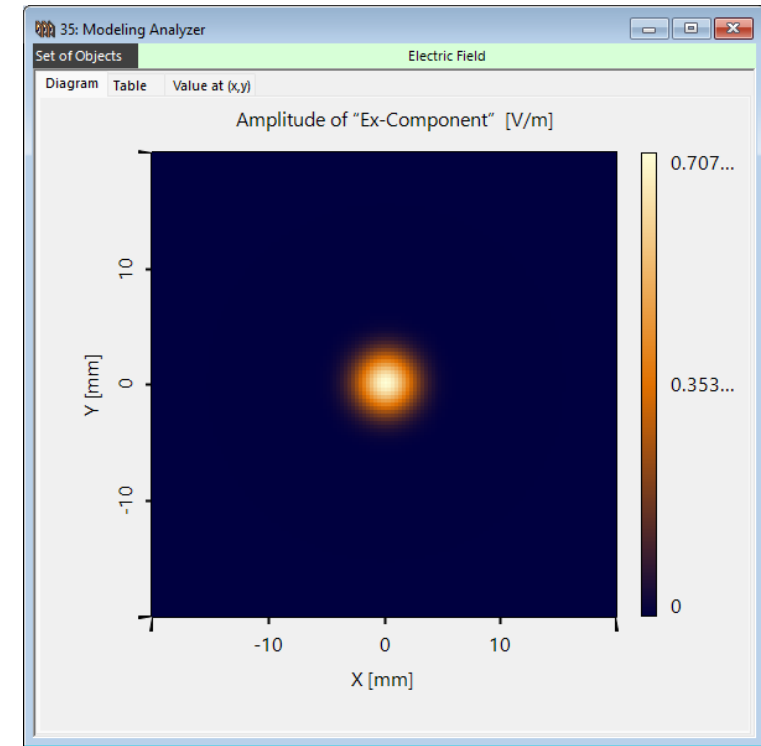 35: Modeling Analyzer
Set of Objects Electric Field
Diagram Table Value at (x,y)
Amplitude of “Ex-Component” [V/m]
0.707...
10
Y [mm]
0
0.353...
-10
0
-10 0 10
X [mm]